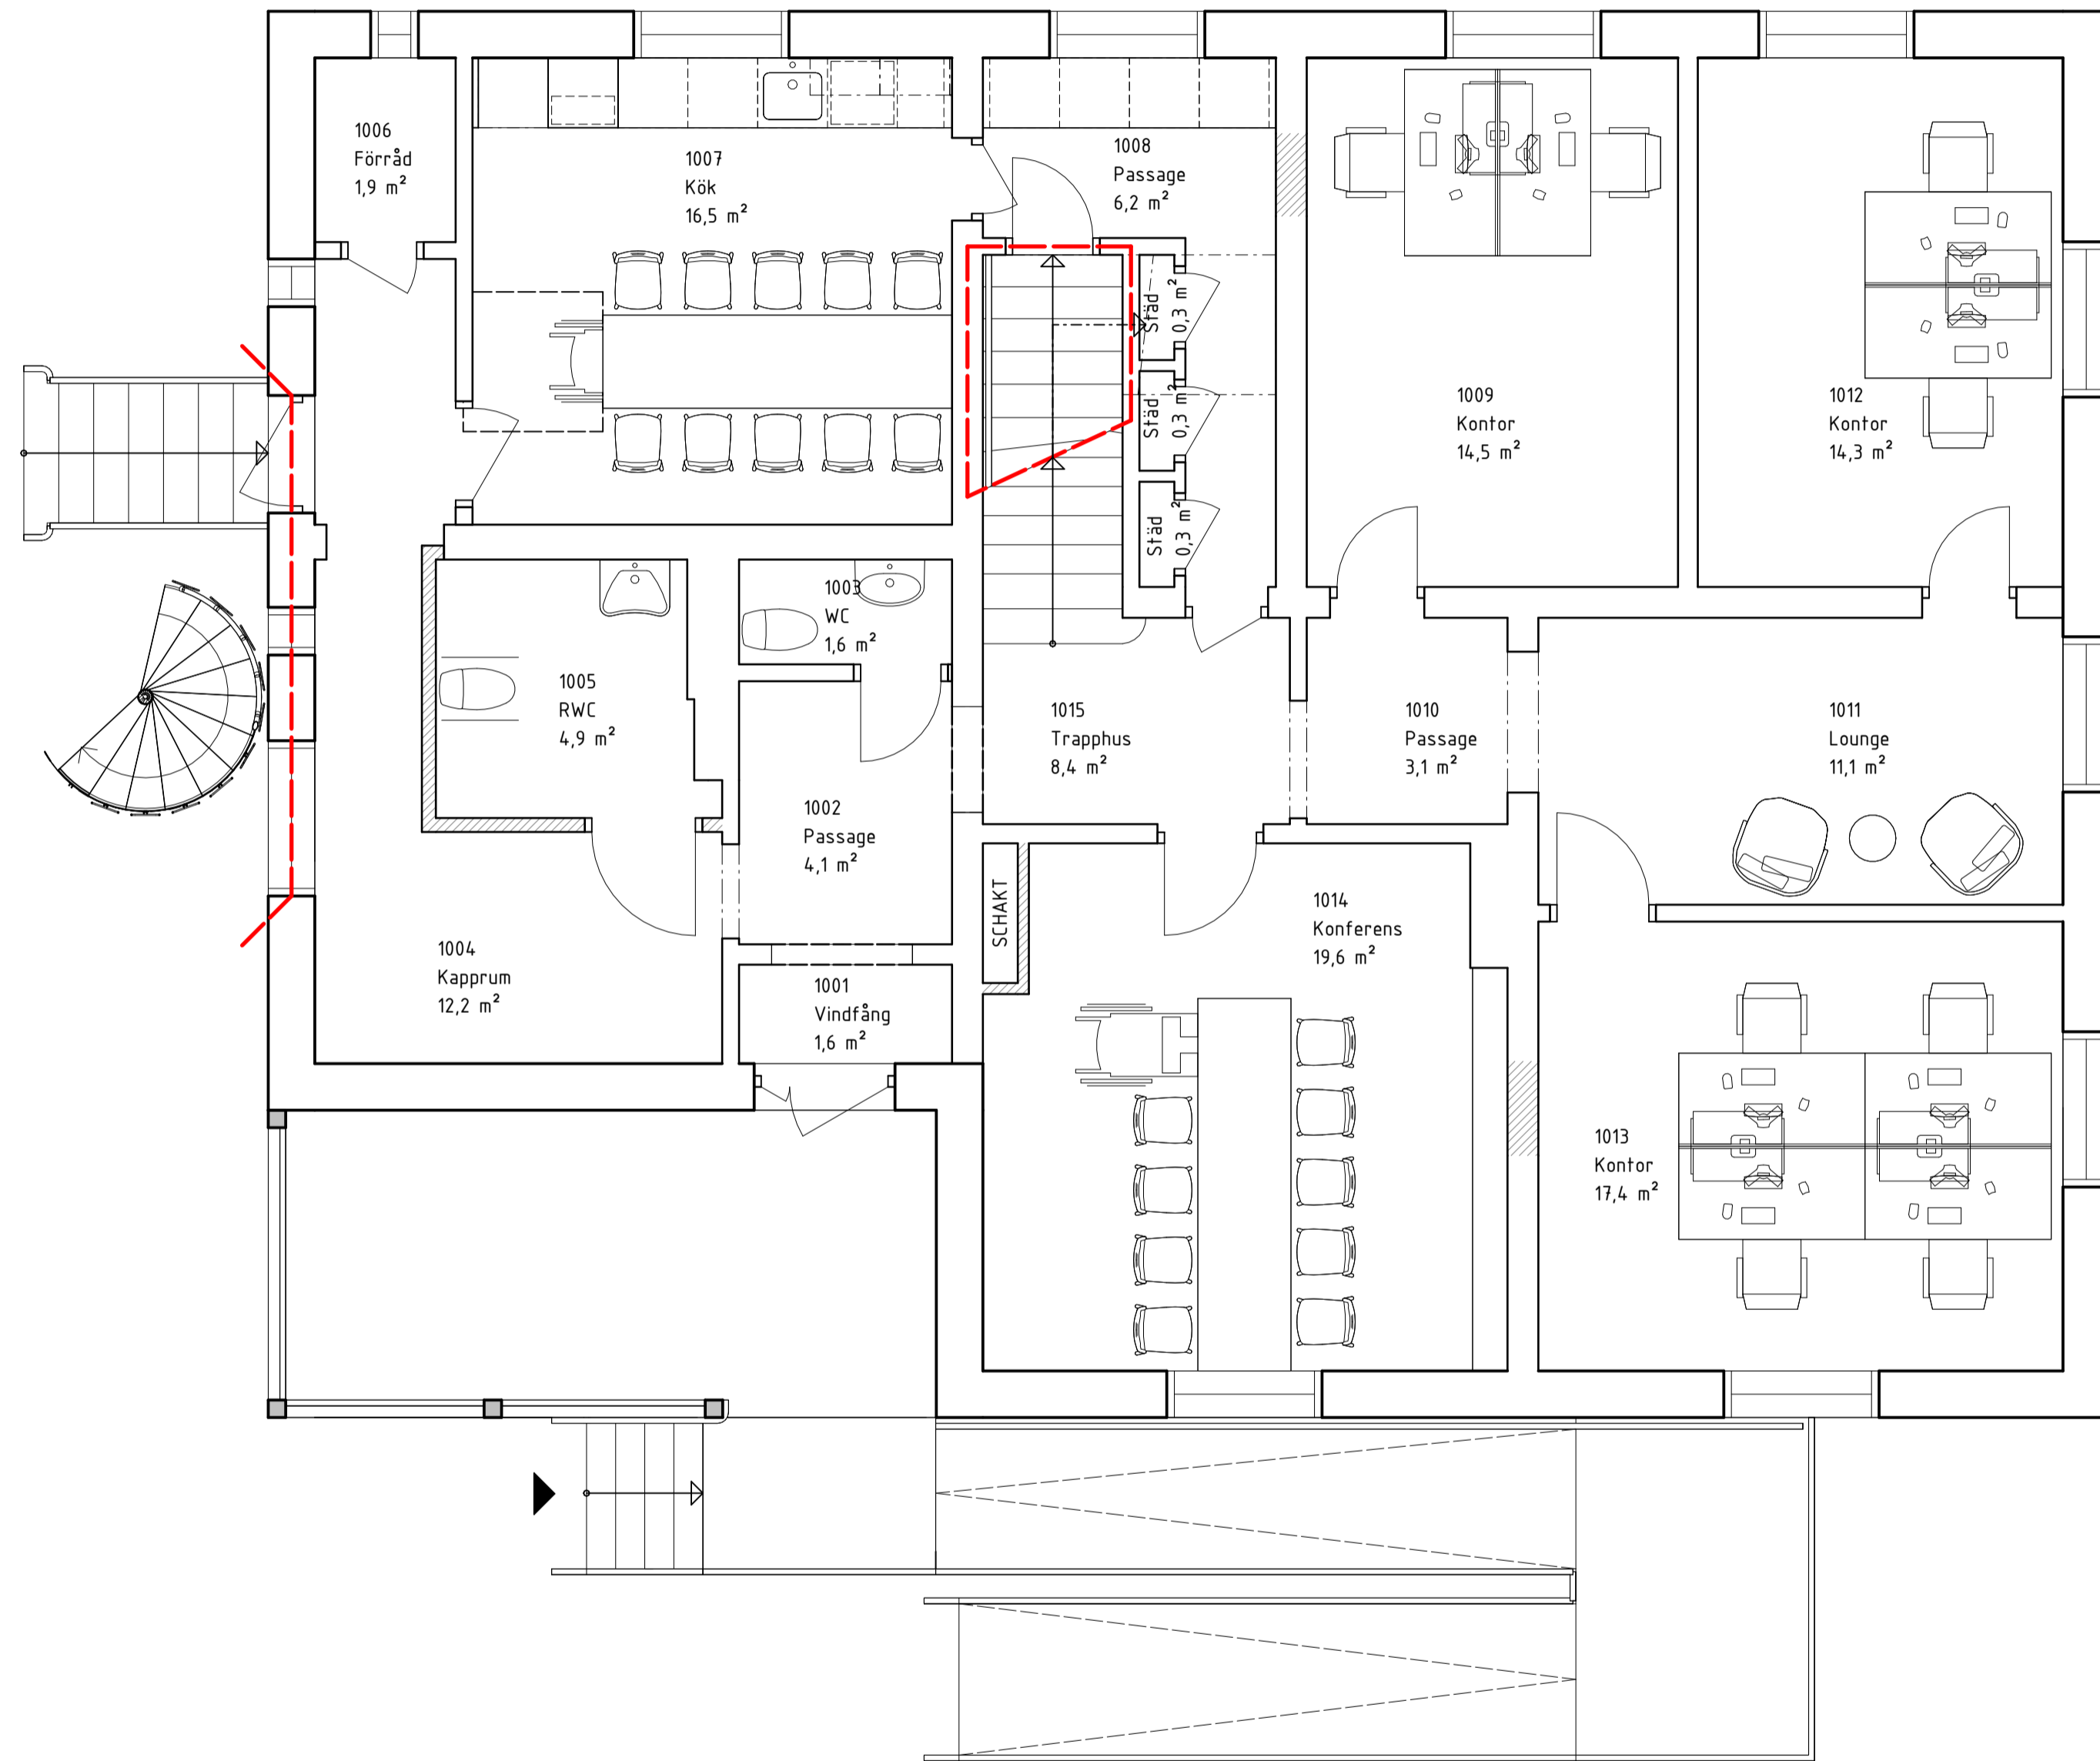 1006
Förråd
1,9 m²
1007
Kök
16,5 m²
1008
Passage
6,2 m²
Städ
0,3 m²
Städ
0,3 m²
Städ
0,3 m²
1009
Kontor
14,5 m²
1012
Kontor
14,3 m²
1003
WC
1,6 m²
1005
RWC
4,9 m²
1015
Trapphus
8,4 m²
1010
Passage
3,1 m²
1011
Lounge
11,1 m²
1002
Passage
4,1 m²
SCHAKT
1014
Konferens
19,6 m²
1004
Kapprum
12,2 m²
1001
Vindfång
1,6 m²
1013
Kontor
17,4 m²